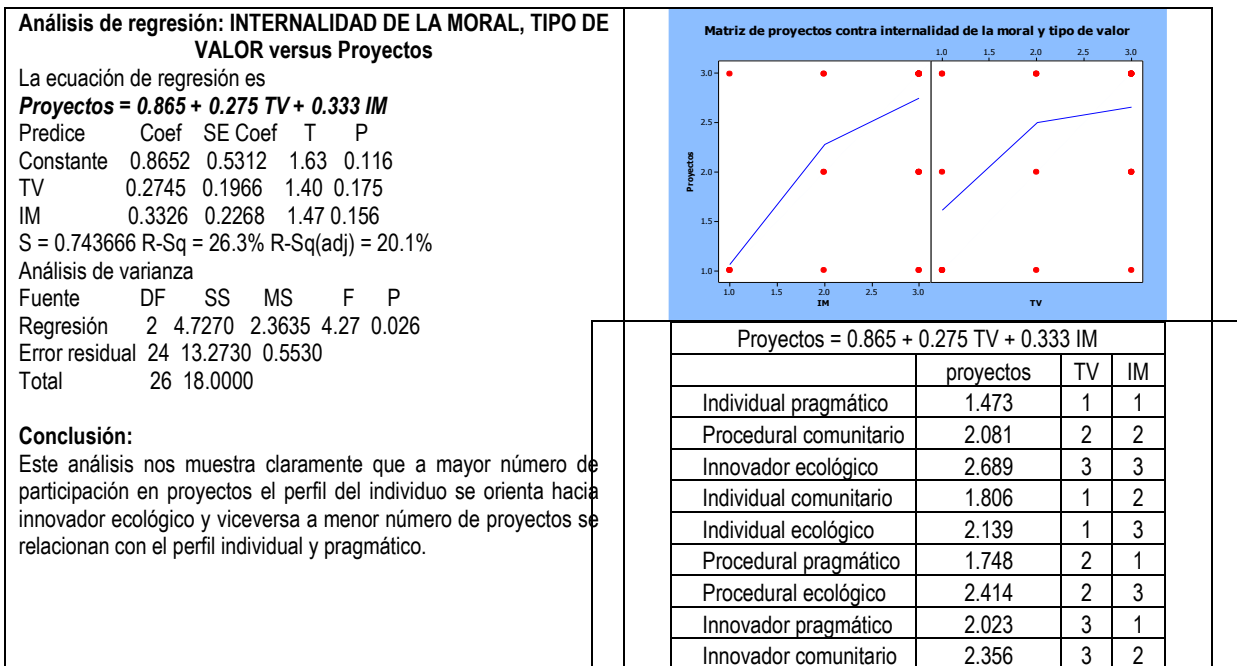 Análisis de regresión: INTERNALIDAD DE LA MORAL, TIPO DE
VALOR versus Proyectos
La ecuación de regresión es
Proyectos = 0.865 + 0.275 TV + 0.333 IM
Predice Coef SE Coef T P
Constante 0.8652 0.5312 1.63 0.116
TV 0.2745 0.1966 1.40 0.175
IM 0.3326 0.2268 1.47 0.156
S = 0.743666 R-Sq = 26.3% R-Sq(adj) = 20.1%
Análisis de varianza
Fuente DF SS MS F P
Regresión 2 4.7270 2.3635 4.27 0.026
Error residual 24 13.2730 0.5530
Total 26 18.0000
Conclusión:
Este análisis nos muestra claramente que a mayor número de
participación en proyectos el perfil del individuo se orienta hacia
innovador ecológico y viceversa a menor número de proyectos se
relacionan con el perfil individual y pragmático.
Matriz de proyectos contra internalidad de la moral y tipo de valor
1.0 1.5 2.0 2.5 3.0
3.0
2.5
2.0
1.5
1.0
Proyectos
1.0 1.5 2.0 2.5 3.0
IM TV
Proyectos = 0.865 + 0.275 TV + 0.333 IM
proyectos TV IM
Individual pragmático 1.473 1 1
Procedural comunitario 2.081 2 2
Innovador ecológico 2.689 3 3
Individual comunitario 1.806 1 2
Individual ecológico 2.139 1 3
Procedural pragmático 1.748 2 1
Procedural ecológico 2.414 2 3
Innovador pragmático 2.023 3 1
Innovador comunitario 2.356 3 2